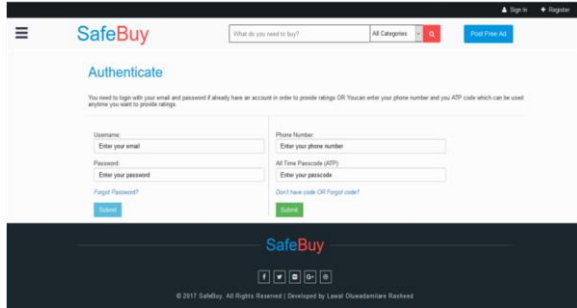 Sign In
Register
SafeBuy
What do you need to buy?
All Categories
Post Free Ad
Authenticate
You need to login with your email and password if already have an account in order to provide ratings OR Youcan enter your phone number and you ATP code which can be used
anytime you want to provide ratings.
Username:
Enter your email
Password:
Enter your password
Forgot Password?
Submit
Phone Number:
Enter your phone number
All Time Passcode (ATP):
Enter your passcode
Don't have code OR Forgot code?
Submit
SafeBuy
© 2017 SafeBuy. All Rights Reserved | Developed by Lawal Oluwadamilare Rasheed